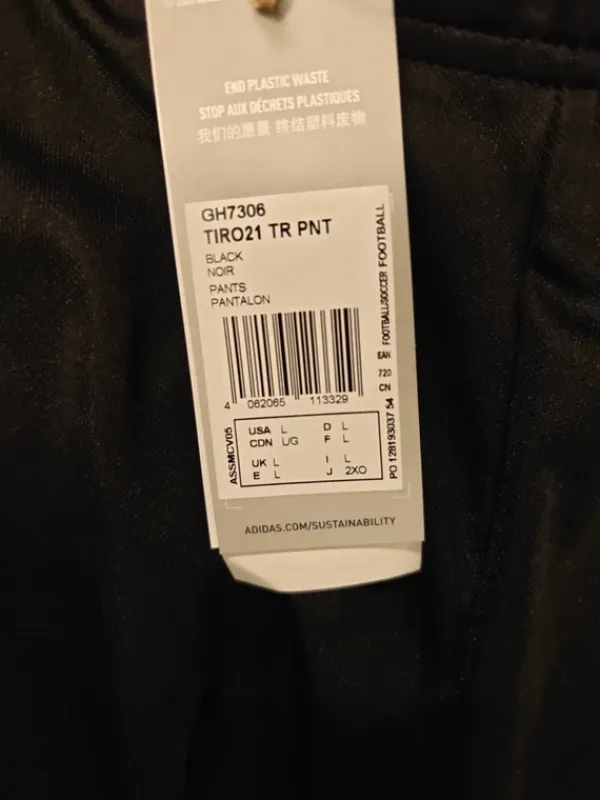 END PLASTIC WASTE
STOP AUX DÉCHETS PLASTIQUES
我们的愿景 终结塑料废物
GH7306
TIRO21 TR PNT
BLACK
NOIR
PANTS
PANTALON
FOOTBALL/SOCCER FOOTBALL
EAN
720
CN
4 062065 113329
ASSMCV05
USA L D L
CDN L/G F L
UK L I L
E L J 2XO
PO 128193037 54
ADIDAS.COM/SUSTAINABILITY